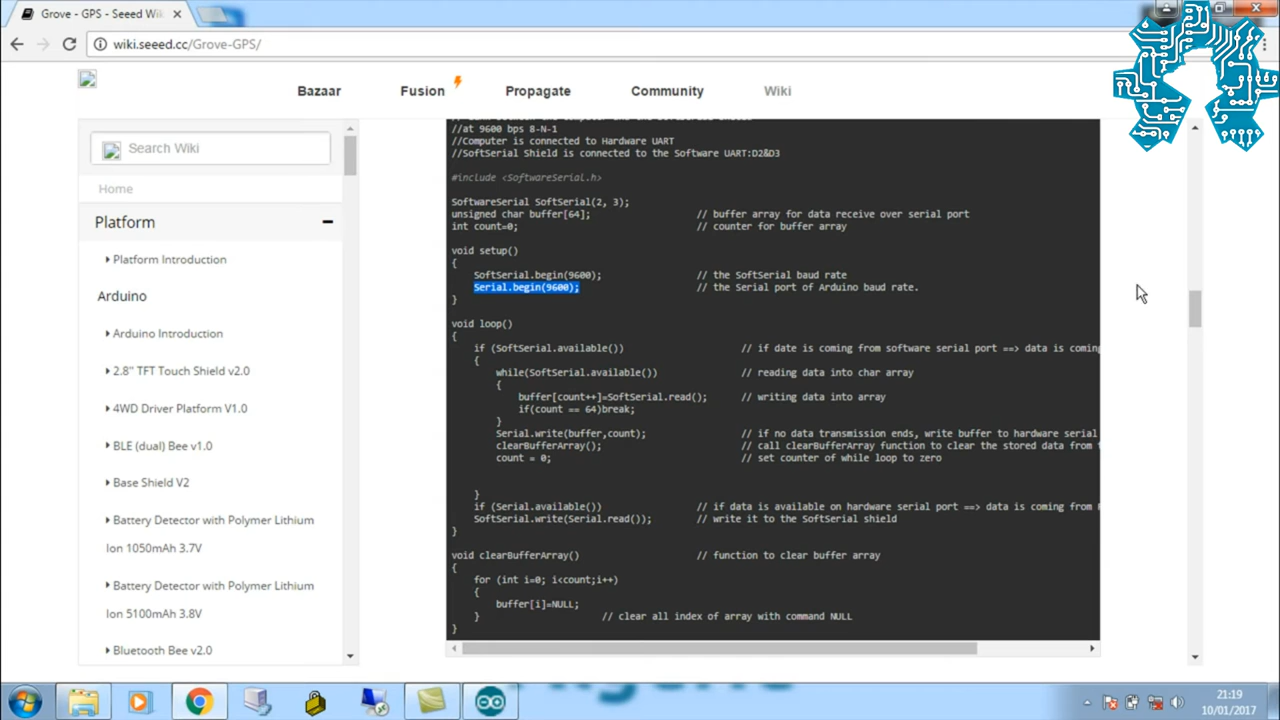 Grove - GPS - Seeed Wi
wiki.seeed.cc/Grove-GPS/
Bazaar
Fusion
Propagate
Community
Wiki
Search Wiki
Home
Platform
Platform Introduction
Arduino
Arduino Introduction
2.8" TFT Touch Shield v2.0
4WD Driver Platform V1.0
BLE (dual) Bee v1.0
Base Shield V2
Battery Detector with Polymer Lithium
Ion 1050mAh 3.7V
Battery Detector with Polymer Lithium
Ion 5100mAh 3.8V
Bluetooth Bee v2.0
//at 9600 bps 8-N-1
//Computer is connected to Hardware UART
//SoftSerial Shield is connected to the Software UART:D2&D3
#include <SoftwareSerial.h>
SoftwareSerial SoftSerial(2, 3);
unsigned char buffer[64]; // buffer array for data receive over serial port
int count=0; // counter for buffer array
void setup()
{
SoftSerial.begin(9600); // the SoftSerial baud rate
Serial.begin(9600); // the Serial port of Arduino baud rate.
}
void loop()
{
if (SoftSerial.available()) // if date is coming from software serial port ==> data is coming
{
while(SoftSerial.available()) // reading data into char array
{
buffer[count++]=SoftSerial.read(); // writing data into array
if(count == 64)break;
}
Serial.write(buffer,count); // if no data transmission ends, write buffer to hardware serial
clearBufferArray(); // call clearBufferArray function to clear the stored data from
count = 0; // set counter of while loop to zero
}
if (Serial.available()) // if data is available on hardware serial port ==> data is coming from
SoftSerial.write(Serial.read()); // write it to the SoftSerial shield
}
void clearBufferArray() // function to clear buffer array
{
for (int i=0; i<count;i++)
{
buffer[i]=NULL;
} // clear all index of array with command NULL
}
21:19
10/01/2017